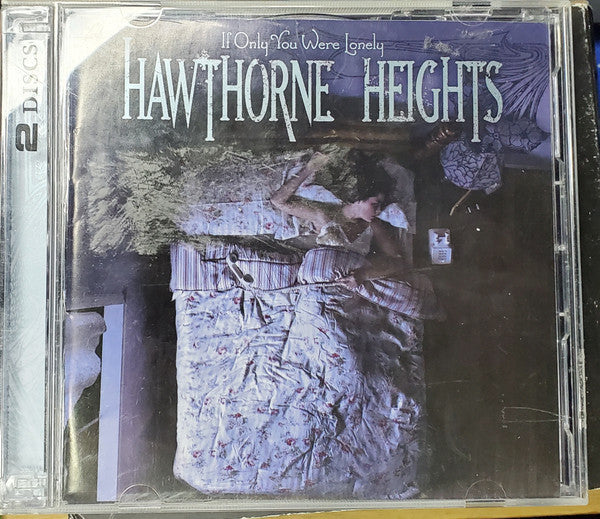 If Only You Were Lonely
HAWTHORNE HEIGHTS
2 DISCS